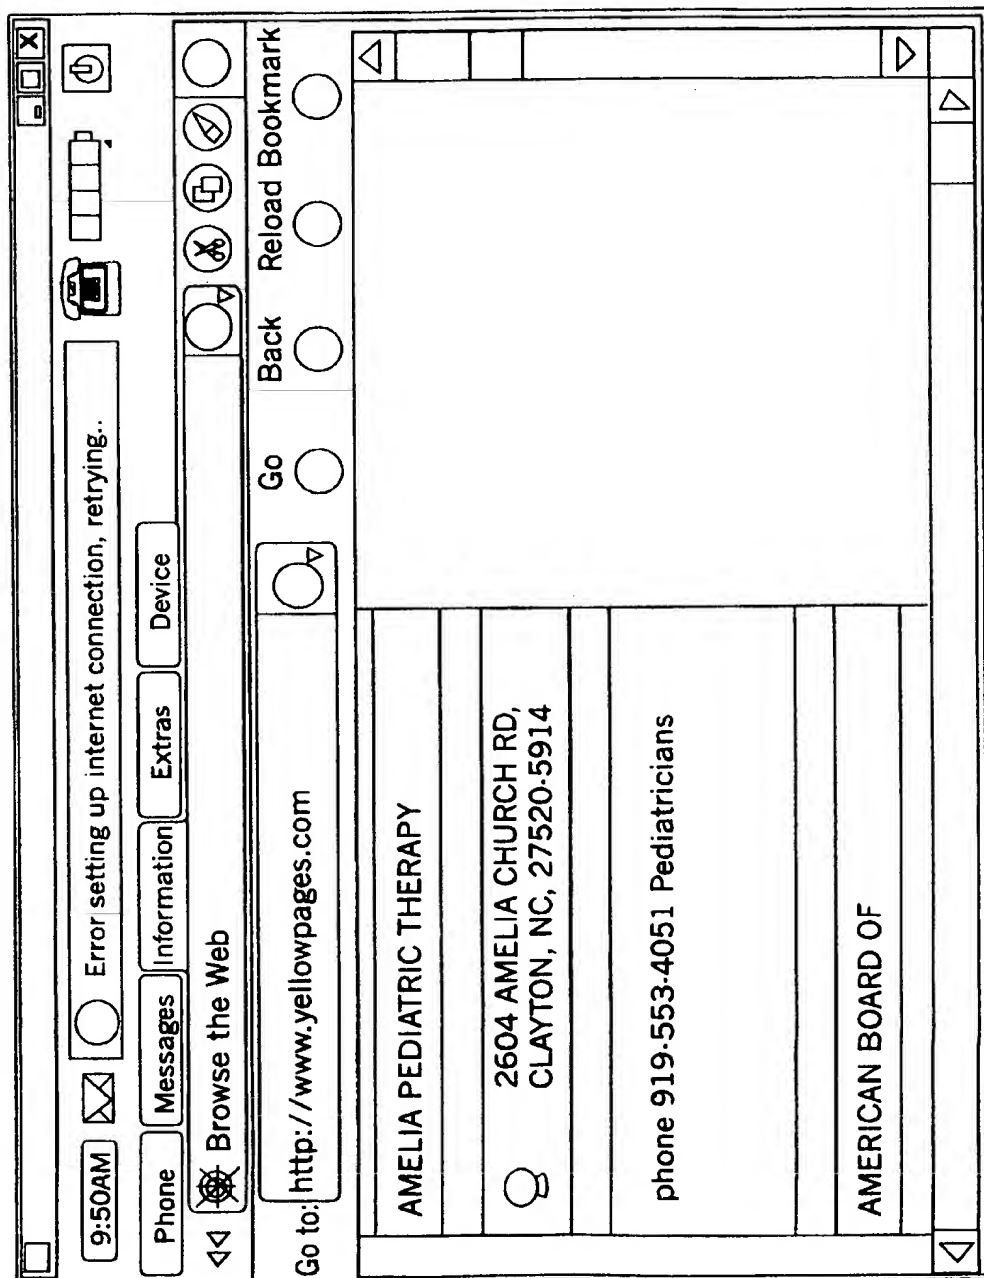 9:50AM
Error setting up internet connection, retrying..
Phone Messages Information Extras Device
Browse the Web
Go to: http://www.yellowpages.com Go Back Reload Bookmark
AMELIA PEDIATRIC THERAPY
2604 AMELIA CHURCH RD,
CLAYTON, NC, 27520-5914
phone 919-553-4051 Pediatricians
AMERICAN BOARD OF